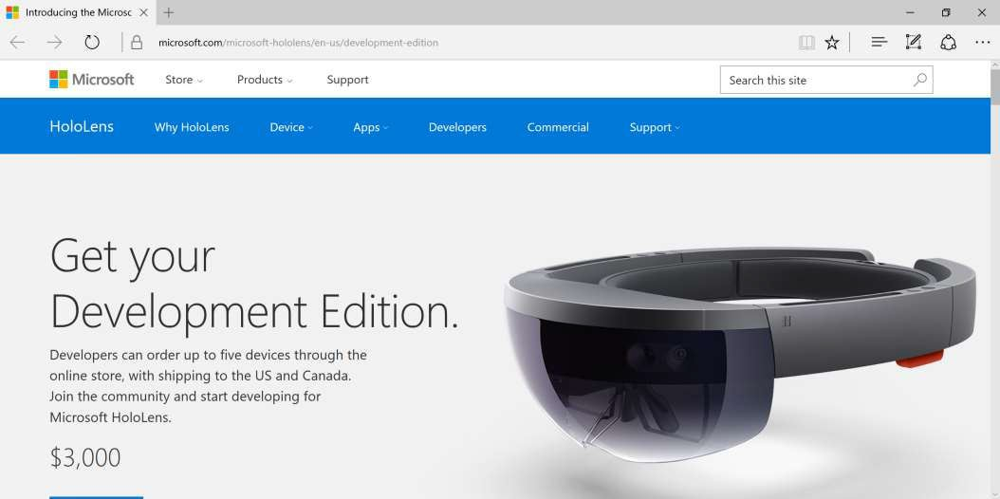 Introducing the Microsc
microsoft.com/microsoft-hololens/en-us/development-edition
Microsoft Store Products Support Search this site
HoloLens Why HoloLens Device Apps Developers Commercial Support
Get your
Development Edition.
Developers can order up to five devices through the
online store, with shipping to the US and Canada.
Join the community and start developing for
Microsoft HoloLens.
$3,000